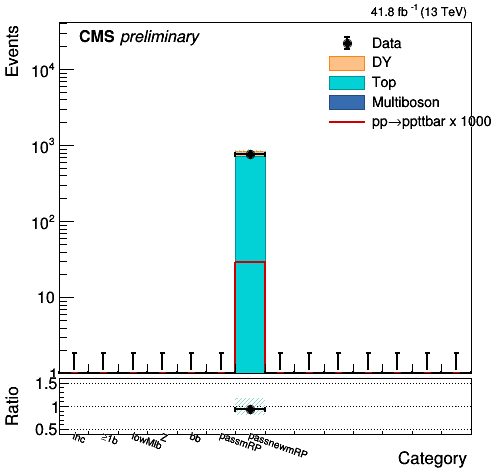 41.8 fb⁻¹ (13 TeV)
CMS preliminary
Data
DY
Top
Multiboson
pp→ppttbar x 1000
Events
10⁴
10³
10²
10
1
Ratio
1.5
1
0.5
inc
≥1b
lowMlb
Z
bb
passmRP
passnewmRP
Category